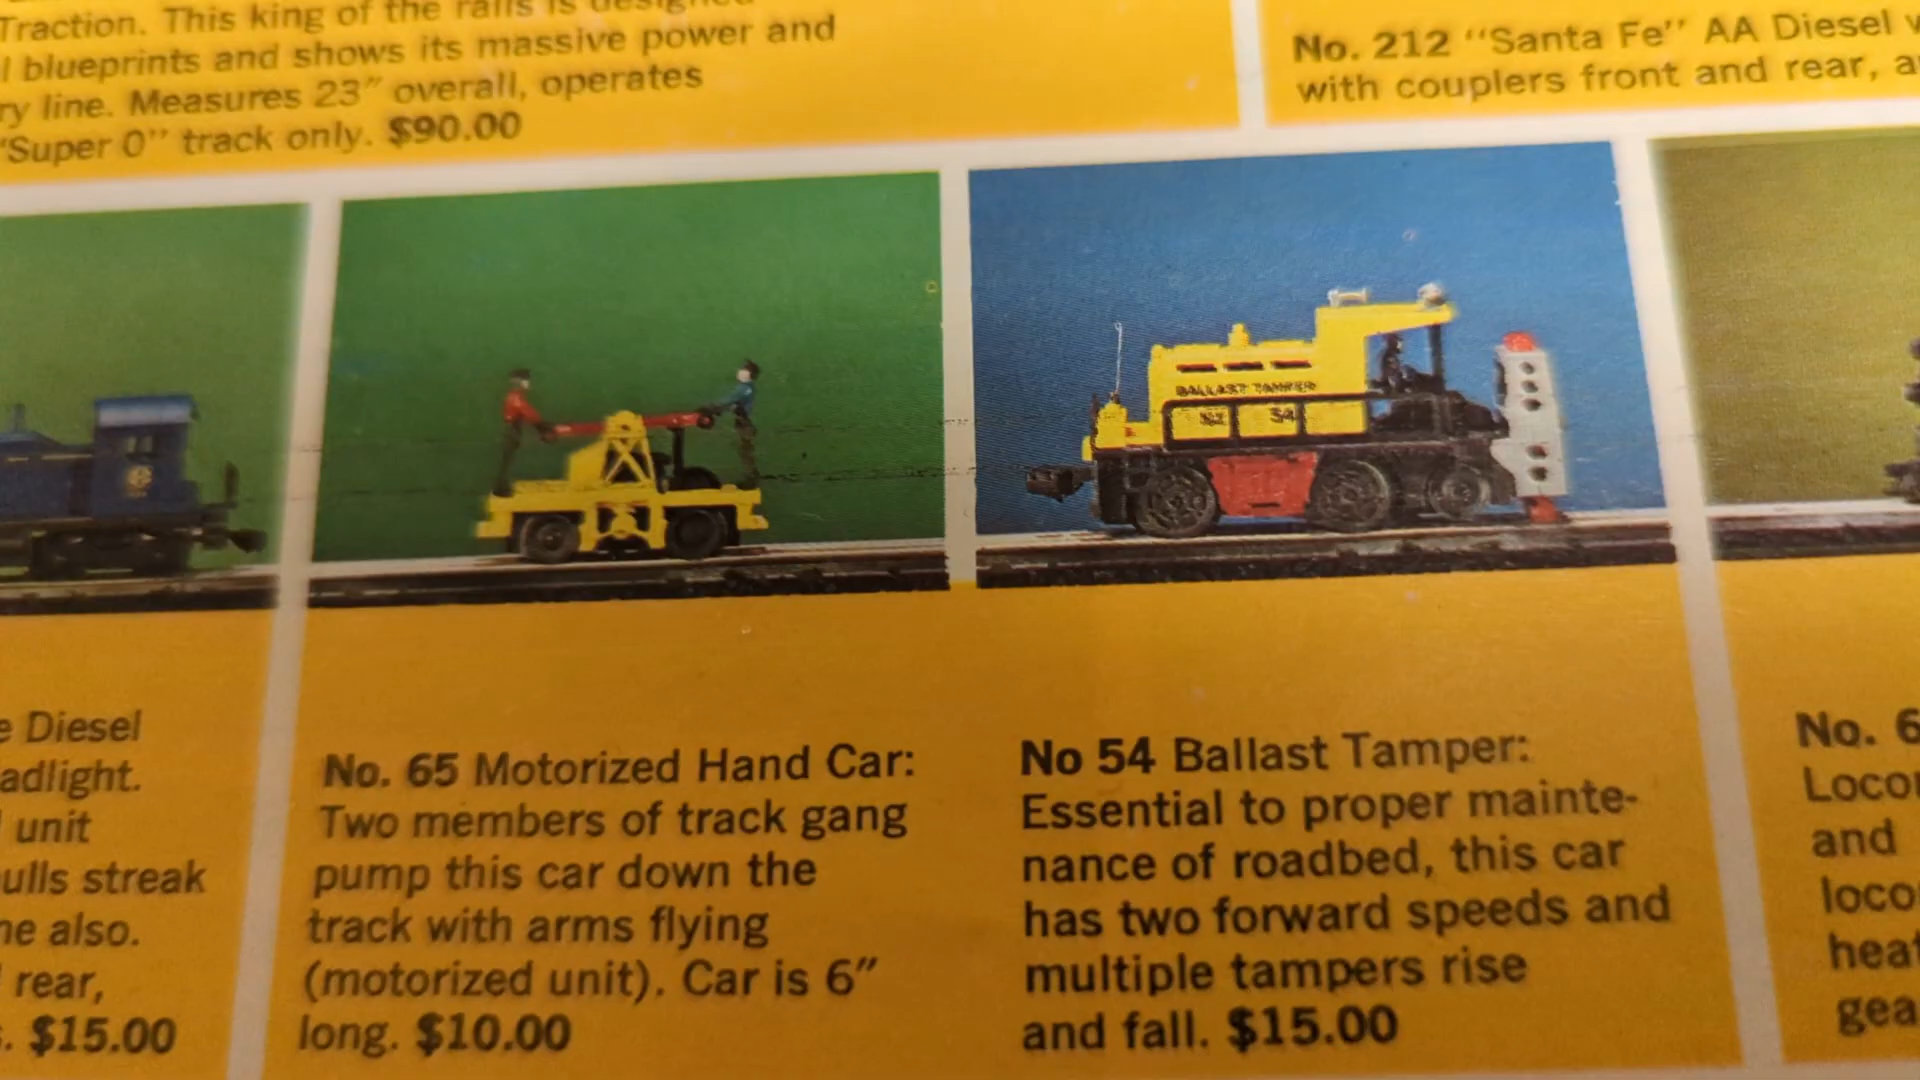 Traction. This king of the rails is designed
l blueprints and shows its massive power and
ry line. Measures 23" overall, operates
"Super O" track only. $90.00
No. 212 "Santa Fe" AA Diesel
with couplers front and rear,
BALLAST TAMPER
54
e Diesel
adlight.
unit
ulls streak
ne also.
rear,
. $15.00
No. 65 Motorized Hand Car:
Two members of track gang
pump this car down the
track with arms flying
(motorized unit). Car is 6"
long. $10.00
No 54 Ballast Tamper:
Essential to proper mainte-
nance of roadbed, this car
has two forward speeds and
multiple tampers rise
and fall. $15.00
No. 6
Loco
and
loco
hea
gea